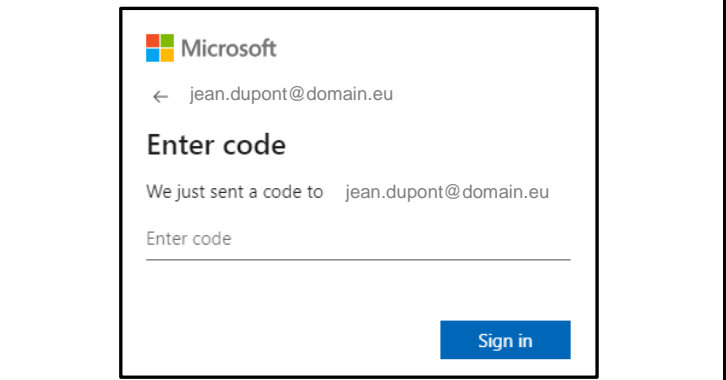 Microsoft
← jean.dupont@domain.eu
Enter code
We just sent a code to jean.dupont@domain.eu
Enter code
Sign in